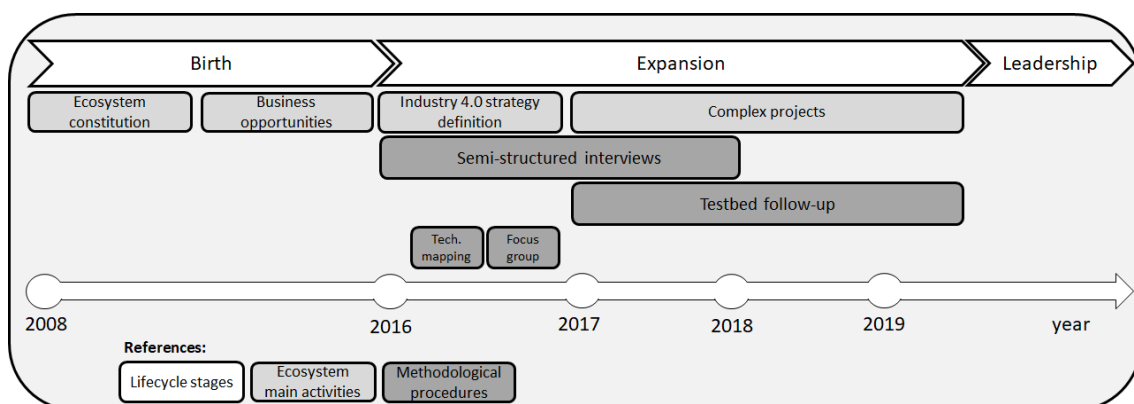 Birth
Expansion
Leadership
Ecosystem
constitution
Business
opportunities
Industry 4.0 strategy
definition
Complex projects
Semi-structured interviews
Testbed follow-up
Tech.
mapping
Focus
group
2008
2016
2017
2018
2019
year
References:
Lifecycle stages
Ecosystem
main activities
Methodological
procedures